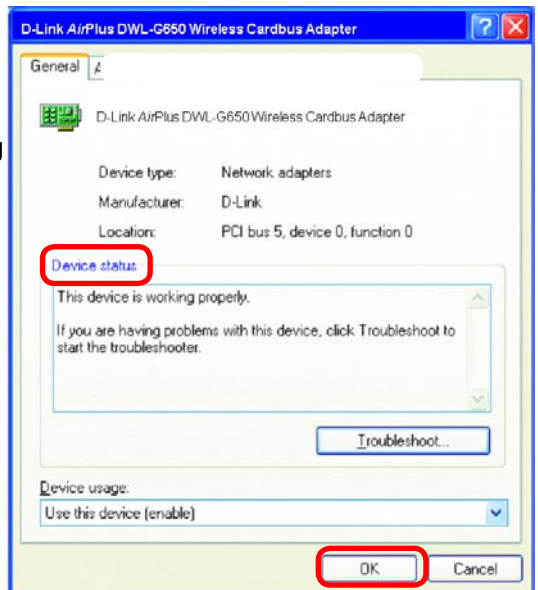 D-Link AirPlus DWL-G650 Wireless Cardbus Adapter
General
D-Link AirPlus DWL-G650 Wireless Cardbus Adapter
Device type: Network adapters
Manufacturer: D-Link
Location: PCI bus 5, device 0, function 0
Device status
This device is working properly.
If you are having problems with this device, click Troubleshoot to
start the troubleshooter.
Troubleshoot...
Device usage:
Use this device (enable)
OK Cancel